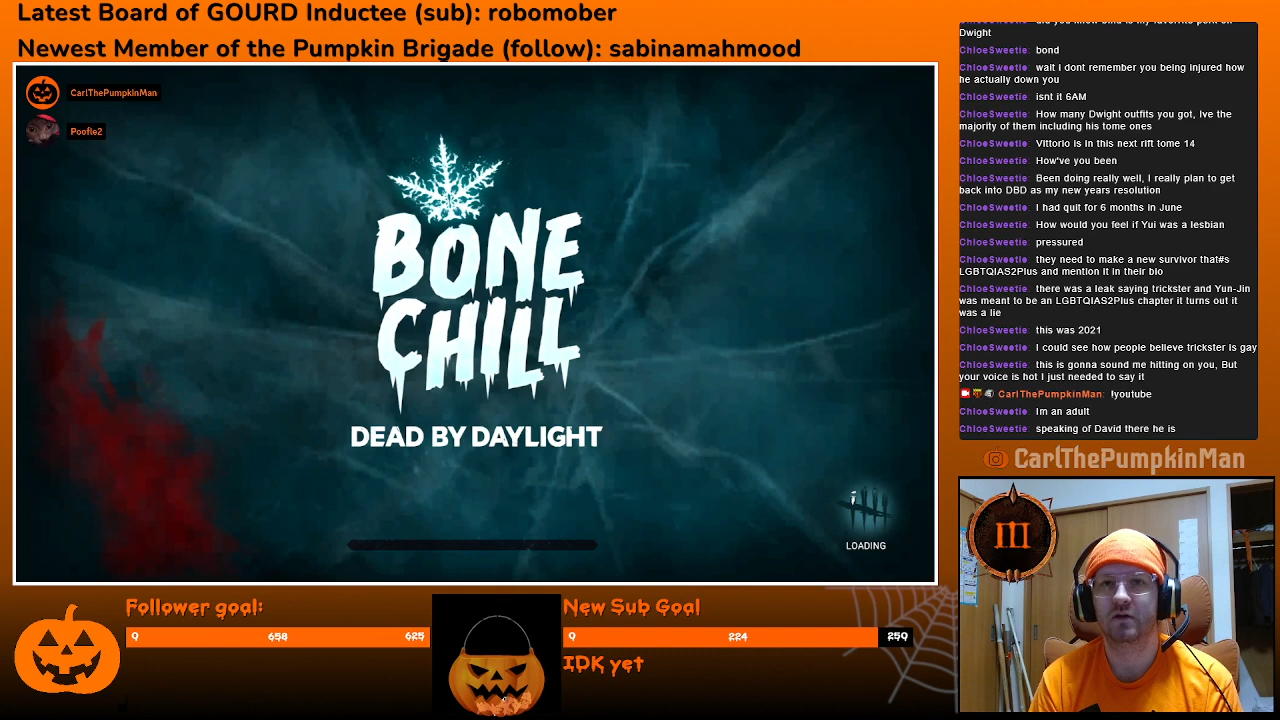 Latest Board of GOURD Inductee (sub): robomober
Newest Member of the Pumpkin Brigade (follow): sabinamahmood
CarlThePumpkinMan
Poofle2
BONE
CHILL
DEAD BY DAYLIGHT
LOADING
Dwight
ChloeSweetie: bond
ChloeSweetie: wait i dont remember you being injured how
he actually down you
ChloeSweetie: isnt it 6AM
ChloeSweetie: How many Dwight outfits you got, Ive the
majority of them including his tome ones
ChloeSweetie: Vittorio is in this next rift tome 14
ChloeSweetie: How've you been
ChloeSweetie: Been doing really well, I really plan to get
back into DBD as my new years resolution
ChloeSweetie: I had quit for 6 months in June
ChloeSweetie: How would you feel if Yui was a lesbian
ChloeSweetie: pressured
ChloeSweetie: they need to make a new survivor that#s
LGBTQIAS2Plus and mention it in their bio
ChloeSweetie: there was a leak saying trickster and Yun-Jin
was meant to be an LGBTQIAS2Plus chapter it turns out it
was a lie
ChloeSweetie: this was 2021
ChloeSweetie: I could see how people believe trickster is gay
ChloeSweetie: this is gonna sound me hitting on you, But
your voice is hot I just needed to say it
CarlThePumpkinMan: !youtube
ChloeSweetie: Im an adult
ChloeSweetie: speaking of David there he is
CarlThePumpkinMan
III
Follower goal:
0 658 625
New Sub Goal
0 224 250
IDK yet